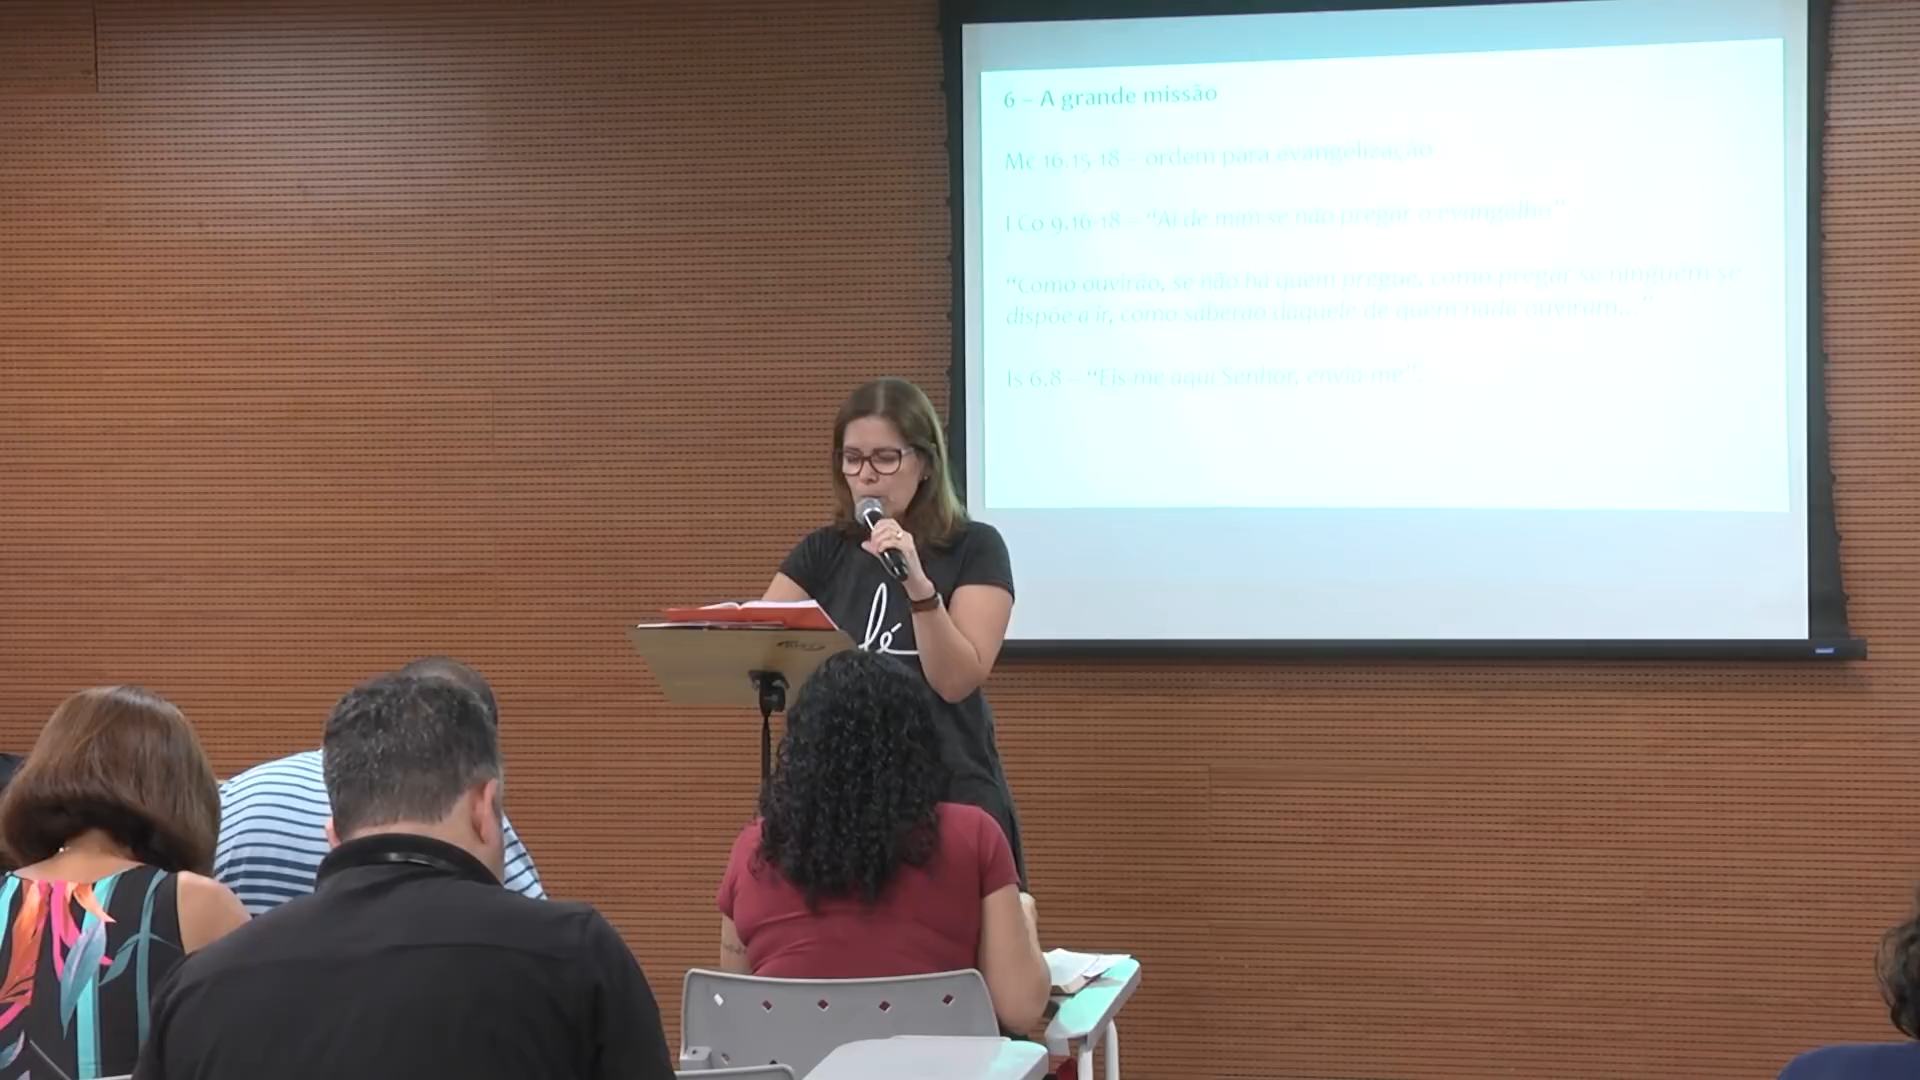 6 – A grande missão
Mc 16,15-18 – ordem para evangelização
I Co 9,16-18 – “Ai de mim se não pregar o evangelho”
“Como ouvirão, se não há quem pregue, como pregar se ninguém se
dispõe a ir, como saberão daquele de quem nada ouviram...”
Is 6,8 – “Eis-me aqui Senhor, envia-me”.
fé